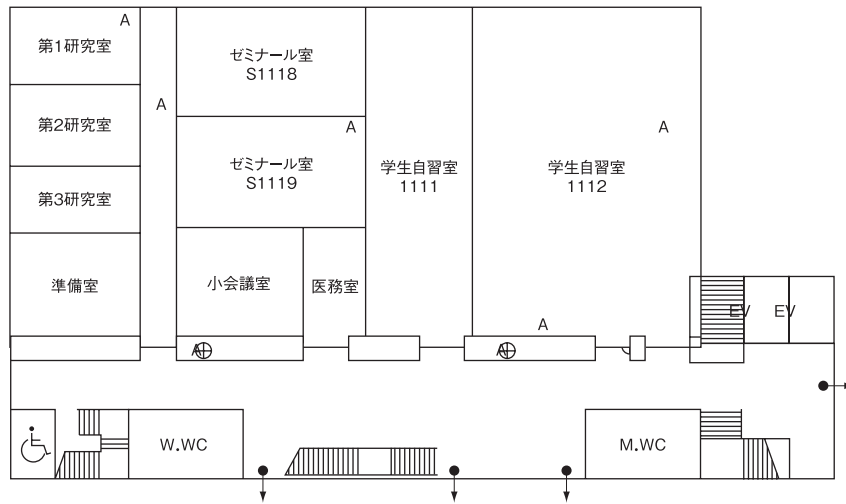 A
第1研究室
A
ゼミナール室
S1118
第2研究室
A
ゼミナール室
S1119
学生自習室
1111
A
学生自習室
1112
第3研究室
準備室
小会議室
医務室
A
A
A
EV
EV
W.WC
M.WC